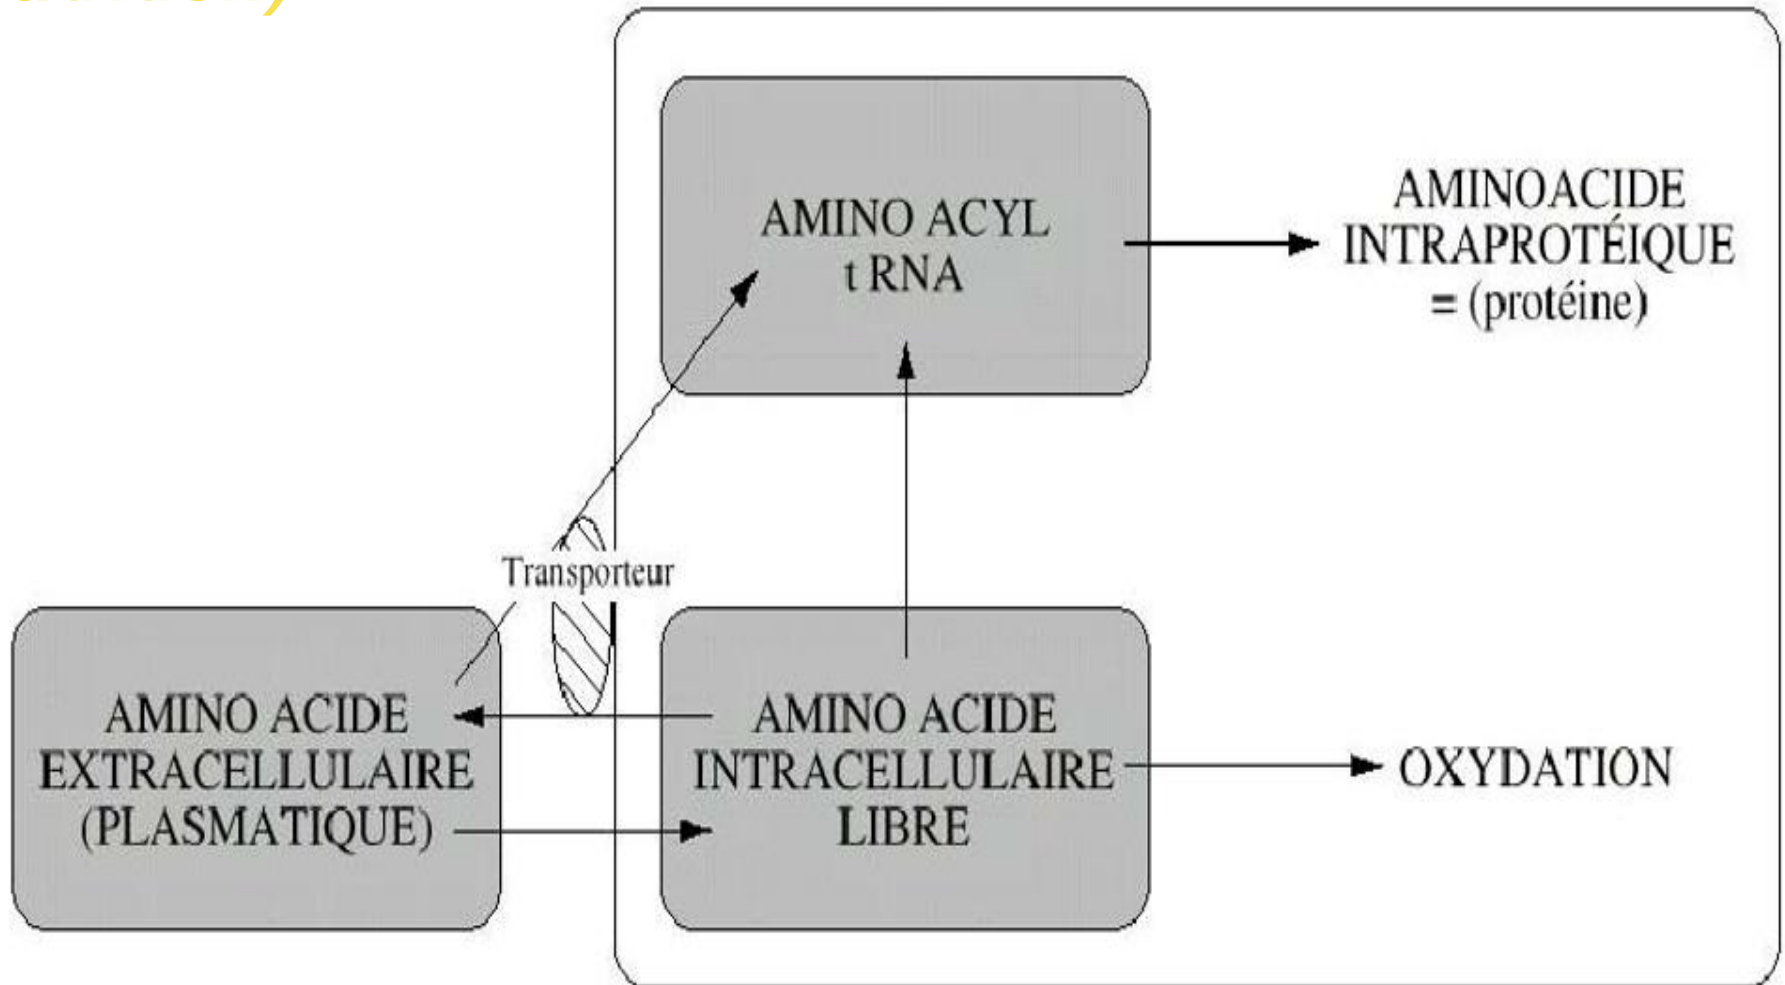 AMINO ACYL
t RNA
AMINOACIDE
INTRAPROTÉIQUE
= (protéine)
Transporteur
AMINO ACIDE
EXTRACELLULAIRE
(PLASMATIQUE)
AMINO ACIDE
INTRACELLULAIRE
LIBRE
OXYDATION